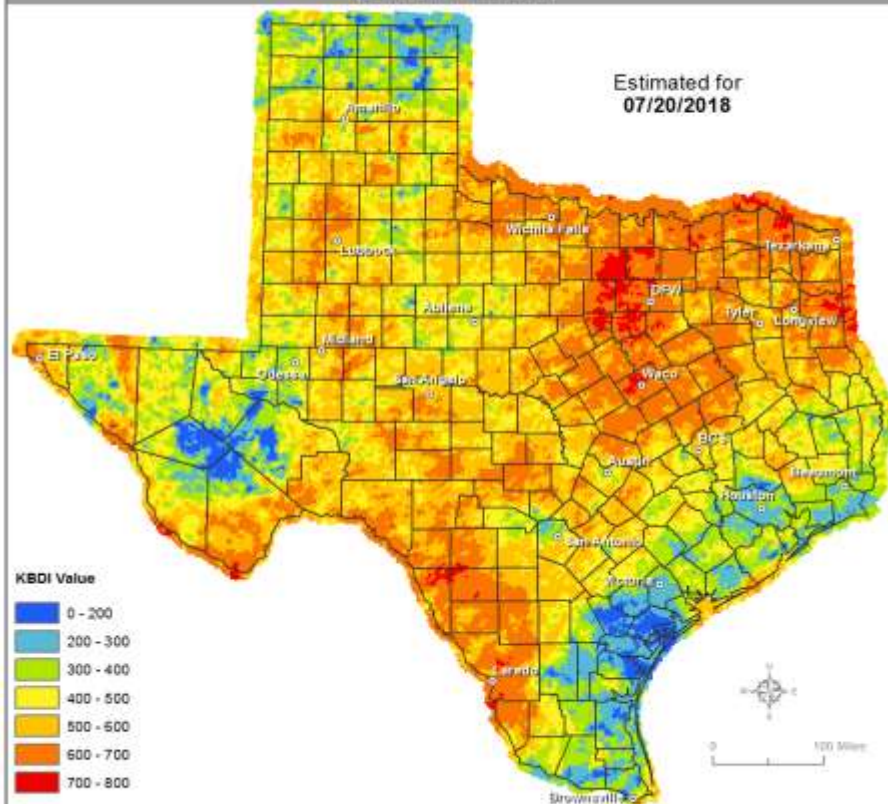 Estimated for
07/20/2018
Amarillo
Wichita Falls
Texarkana
Lubbock
DFW
Abilene
Tyler
Longview
Midland
El Paso
Odessa
San Angelo
Waco
BCS
Austin
Beaumont
Houston
San Antonio
Victoria
KBDI Value
0 - 200
200 - 300
300 - 400
400 - 500
500 - 600
600 - 700
700 - 800
Laredo
0 100 Miles
Brownsville